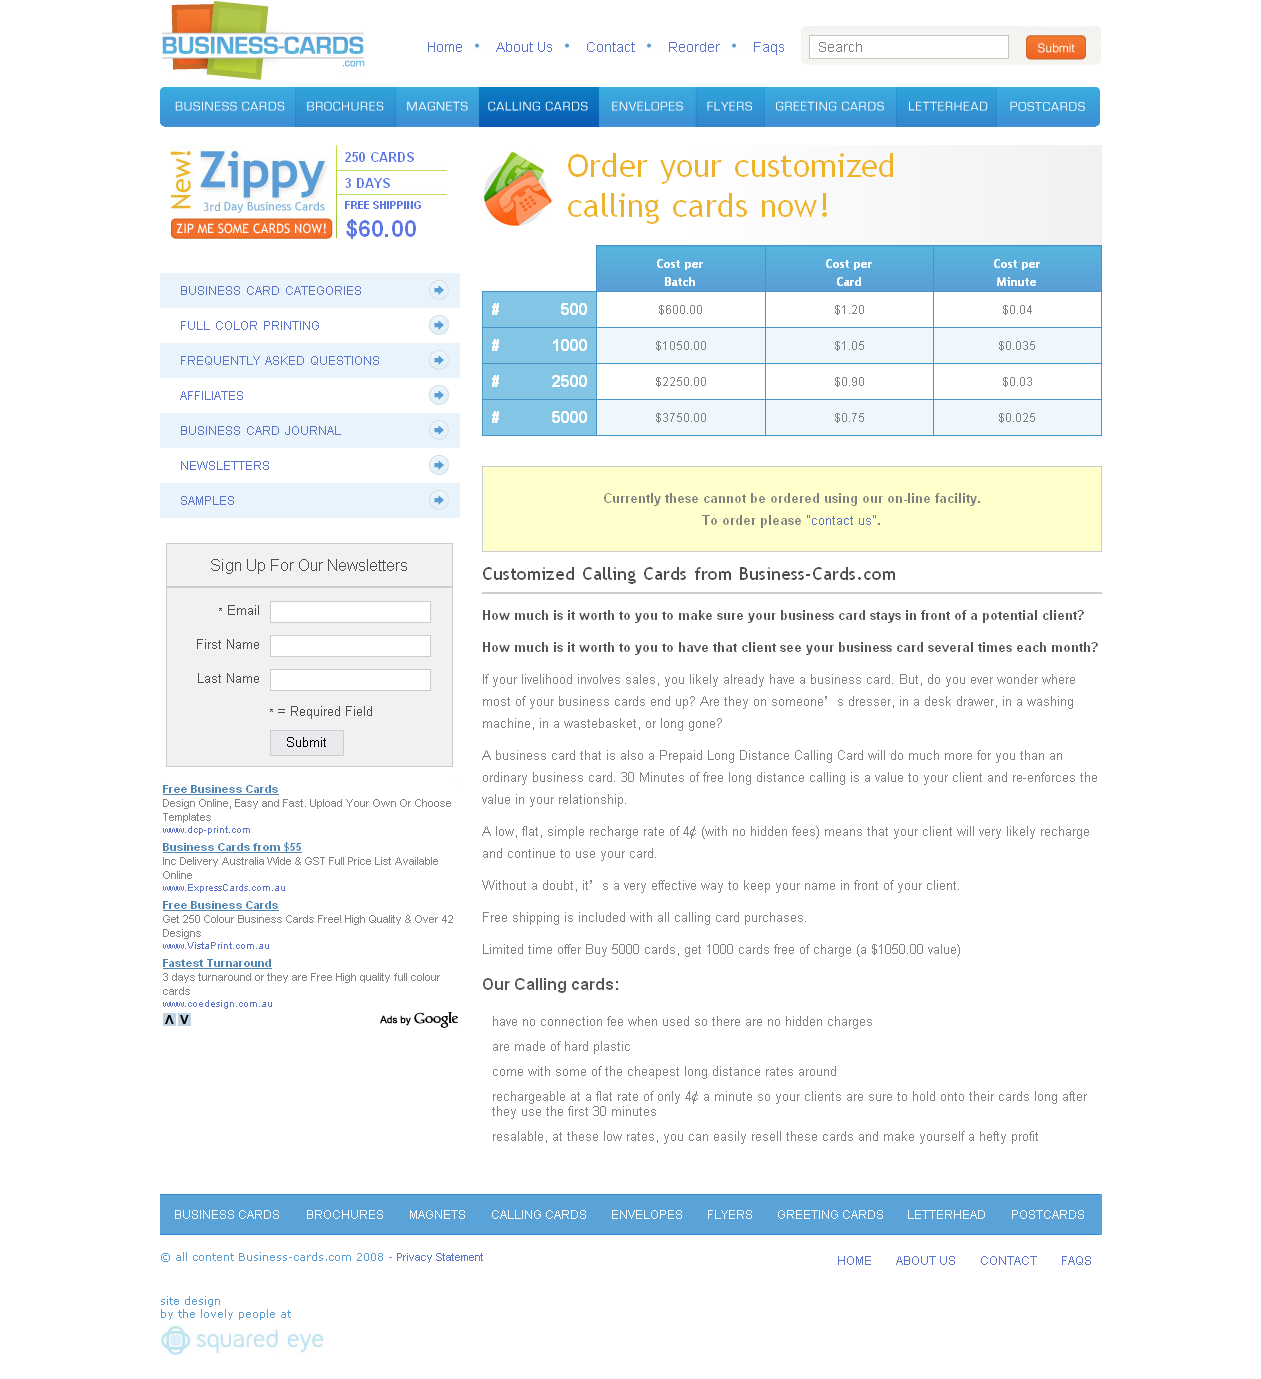 BUSINESS-CARDS
.com
Home • About Us • Contact • Reorder • Faqs
Search
Submit
BUSINESS CARDS BROCHURES MAGNETS CALLING CARDS ENVELOPES FLYERS GREETING CARDS LETTERHEAD POSTCARDS
New! Zippy
3rd Day Business Cards
ZIP ME SOME CARDS NOW!
250 CARDS
3 DAYS
FREE SHIPPING
$60.00
BUSINESS CARD CATEGORIES
FULL COLOR PRINTING
FREQUENTLY ASKED QUESTIONS
AFFILIATES
BUSINESS CARD JOURNAL
NEWSLETTERS
SAMPLES
Sign Up For Our Newsletters
* Email
First Name
Last Name
* = Required Field
Submit
Free Business Cards
Design Online, Easy and Fast. Upload Your Own Or Choose
Templates
www.dcp-print.com
Business Cards from $55
Inc Delivery Australia Wide & GST Full Price List Available
Online
www.ExpressCards.com.au
Free Business Cards
Get 250 Colour Business Cards Free! High Quality & Over 42
Designs
www.VistaPrint.com.au
Fastest Turnaround
3 days turnaround or they are Free High quality full colour
cards
www.coedesign.com.au
Ads by Google
Order your customized
calling cards now!
Cost per Batch Cost per Card Cost per Minute
# 500 $600.00 $1.20 $0.04
# 1000 $1050.00 $1.05 $0.035
# 2500 $2250.00 $0.90 $0.03
# 5000 $3750.00 $0.75 $0.025
Currently these cannot be ordered using our on-line facility.
To order please "contact us".
Customized Calling Cards from Business-Cards.com
How much is it worth to you to make sure your business card stays in front of a potential client?
How much is it worth to you to have that client see your business card several times each month?
If your livelihood involves sales, you likely already have a business card. But, do you ever wonder where
most of your business cards end up? Are they on someone’s dresser, in a desk drawer, in a washing
machine, in a wastebasket, or long gone?
A business card that is also a Prepaid Long Distance Calling Card will do much more for you than an
ordinary business card. 30 Minutes of free long distance calling is a value to your client and re-enforces the
value in your relationship.
A low, flat, simple recharge rate of 4¢ (with no hidden fees) means that your client will very likely recharge
and continue to use your card.
Without a doubt, it’s a very effective way to keep your name in front of your client.
Free shipping is included with all calling card purchases.
Limited time offer Buy 5000 cards, get 1000 cards free of charge (a $1050.00 value)
Our Calling cards:
have no connection fee when used so there are no hidden charges
are made of hard plastic
come with some of the cheapest long distance rates around
rechargeable at a flat rate of only 4¢ a minute so your clients are sure to hold onto their cards long after
they use the first 30 minutes
resalable, at these low rates, you can easily resell these cards and make yourself a hefty profit
BUSINESS CARDS BROCHURES MAGNETS CALLING CARDS ENVELOPES FLYERS GREETING CARDS LETTERHEAD POSTCARDS
© all content Business-cards.com 2008 - Privacy Statement
HOME ABOUT US CONTACT FAQS
site design
by the lovely people at
squared eye